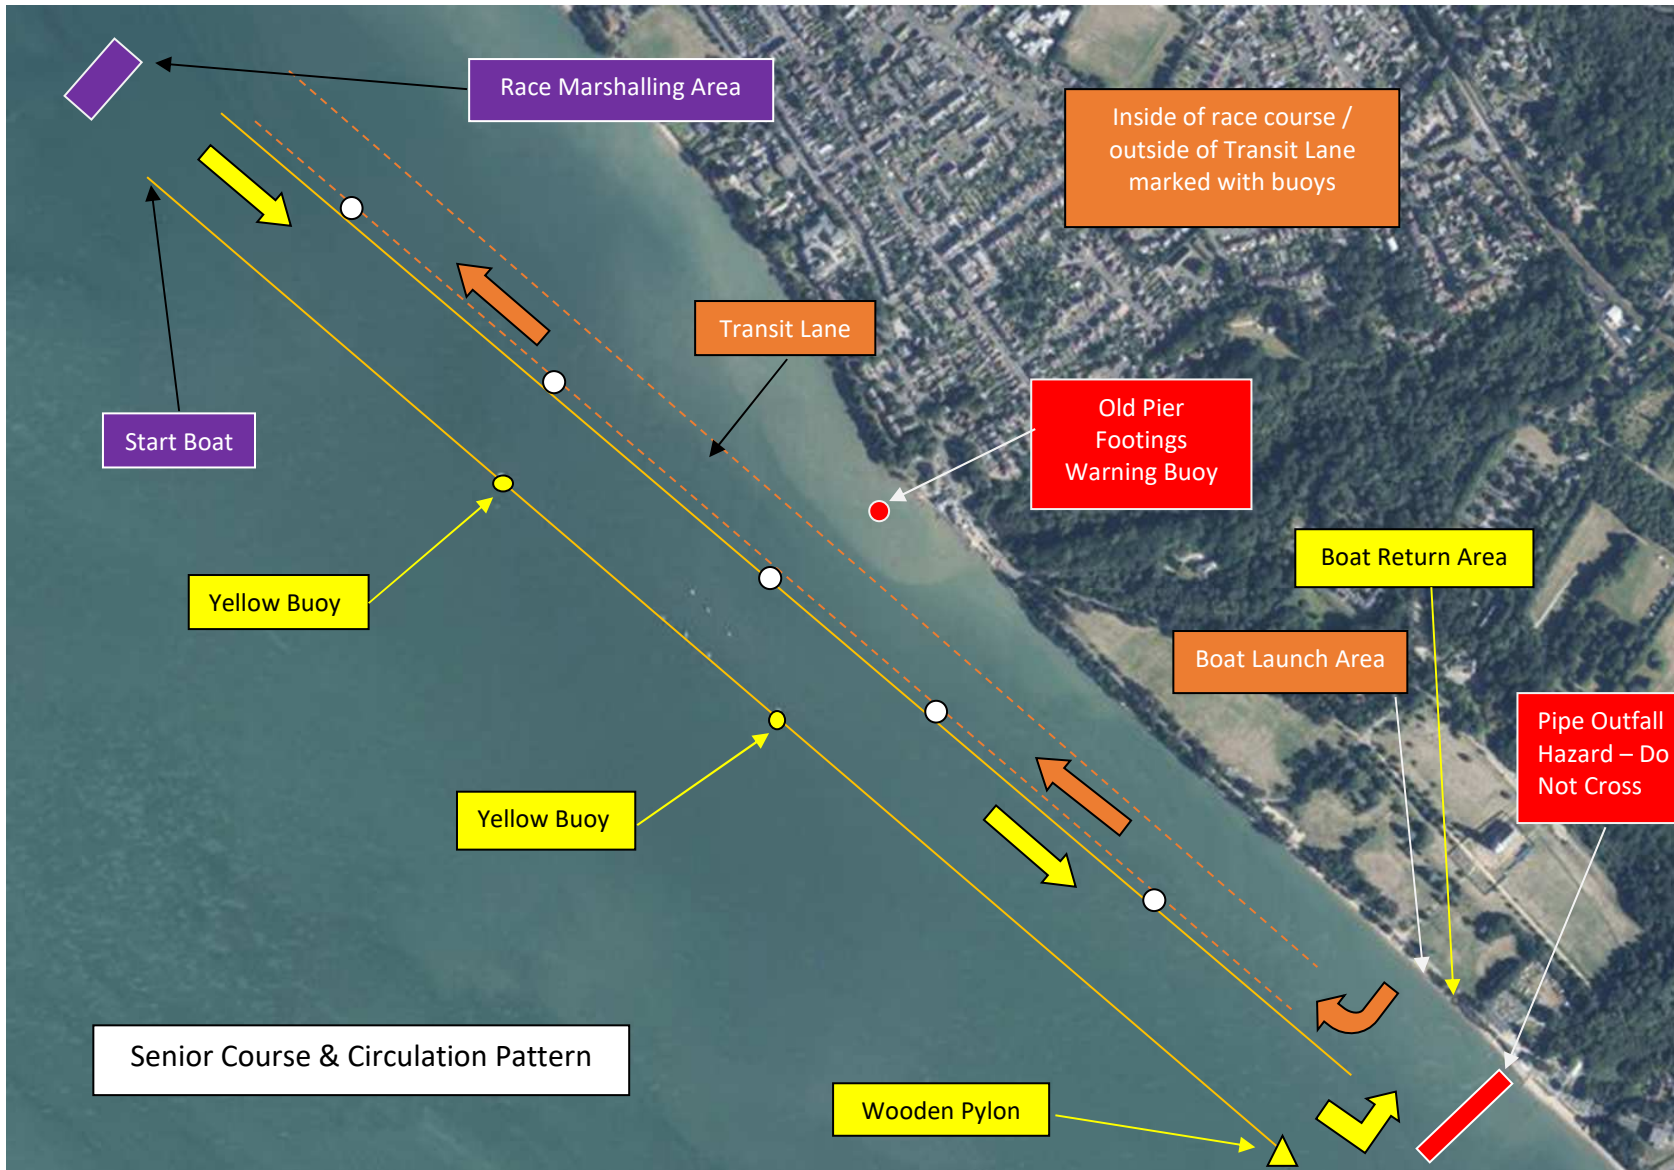 Race Marshalling Area
Inside of race course /
outside of Transit Lane
marked with buoys
Transit Lane
Start Boat
Old Pier
Footings
Warning Buoy
Yellow Buoy
Boat Return Area
Boat Launch Area
Pipe Outfall
Hazard – Do
Not Cross
Yellow Buoy
Senior Course & Circulation Pattern
Wooden Pylon